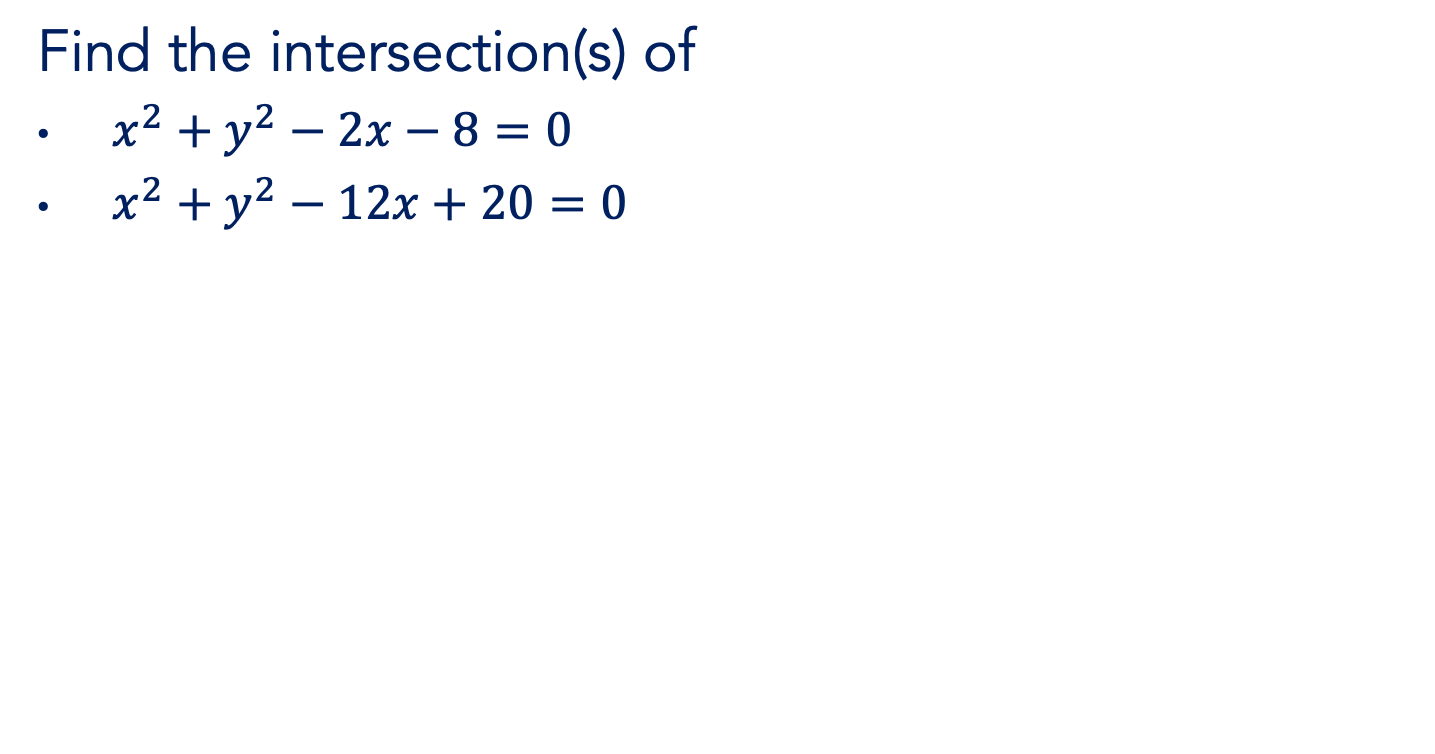 Find the intersection(s) of
• x² + y² − 2x − 8 = 0
• x² + y² − 12x + 20 = 0